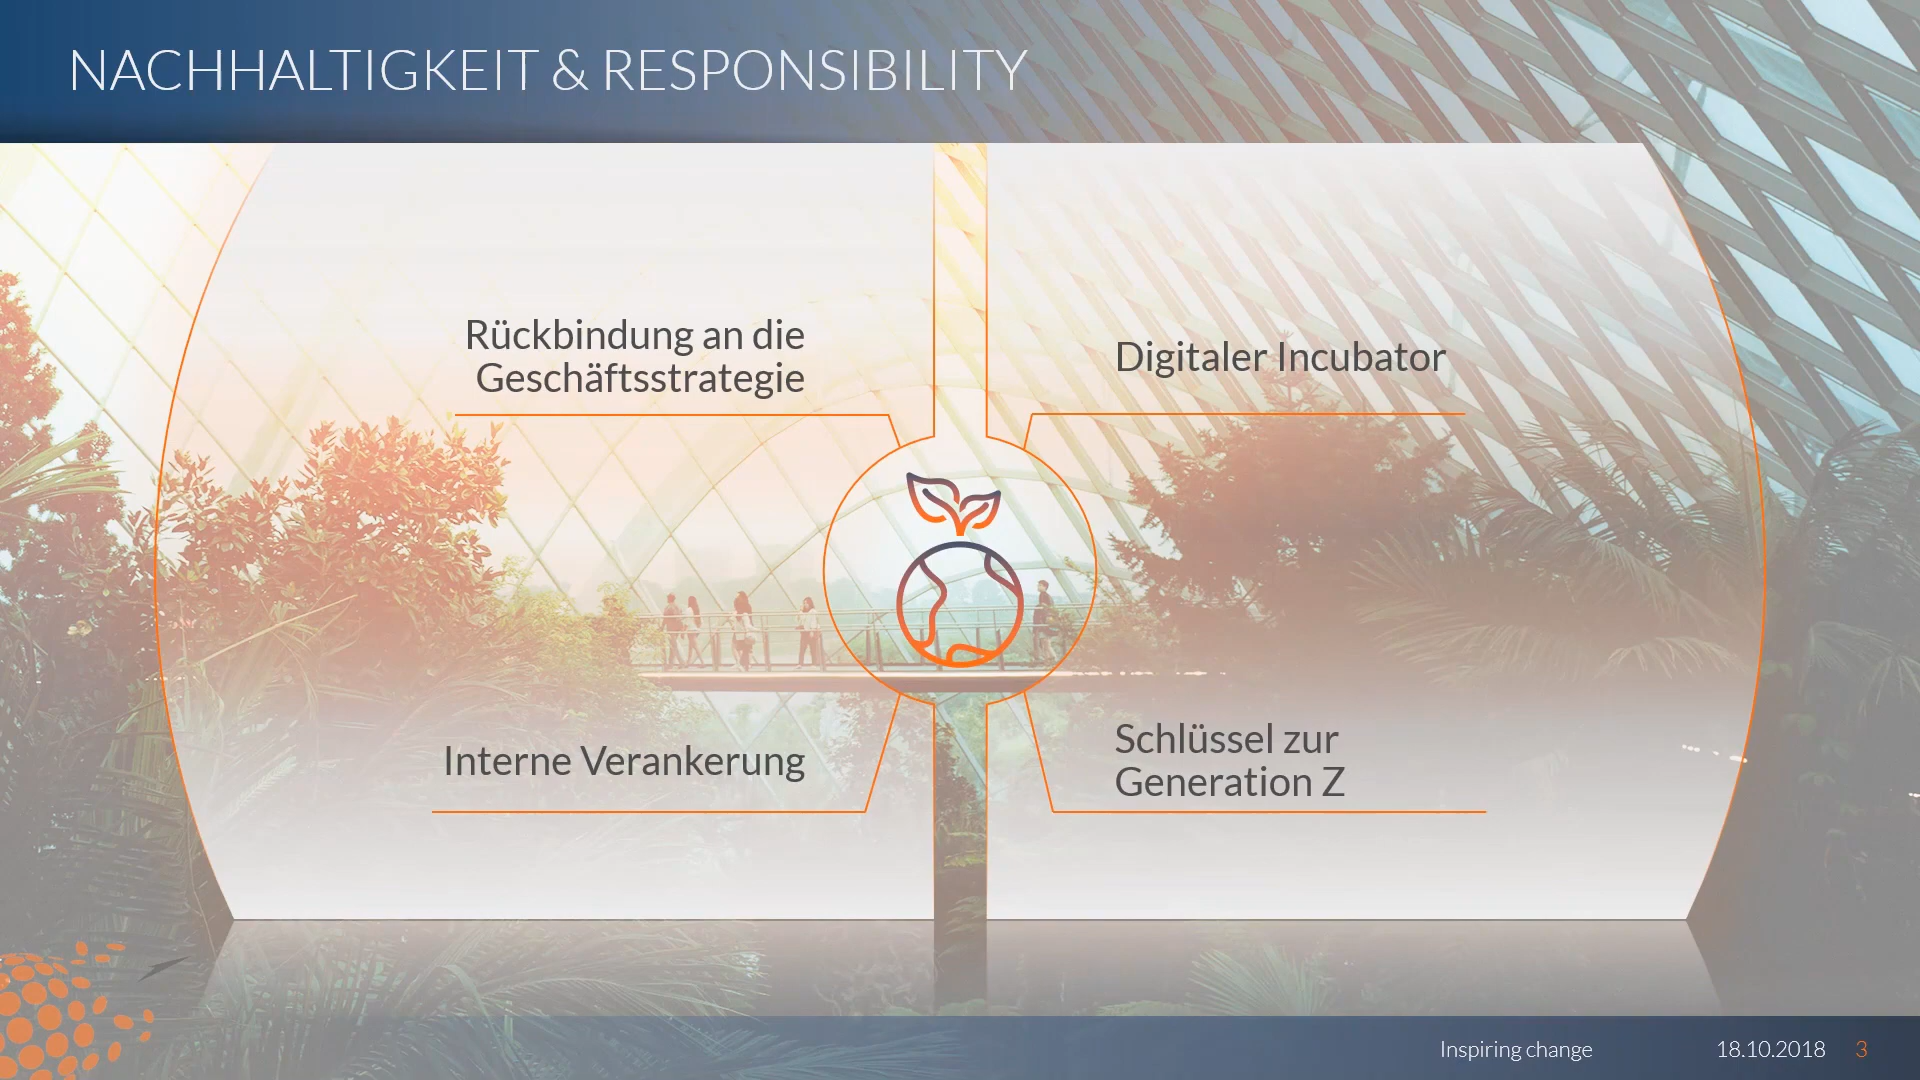 NACHHALTIGKEIT & RESPONSIBILITY
Rückbindung an die
Geschäftsstrategie
Digitaler Incubator
Interne Verankerung
Schlüssel zur
Generation Z
Inspiring change
18.10.2018
3